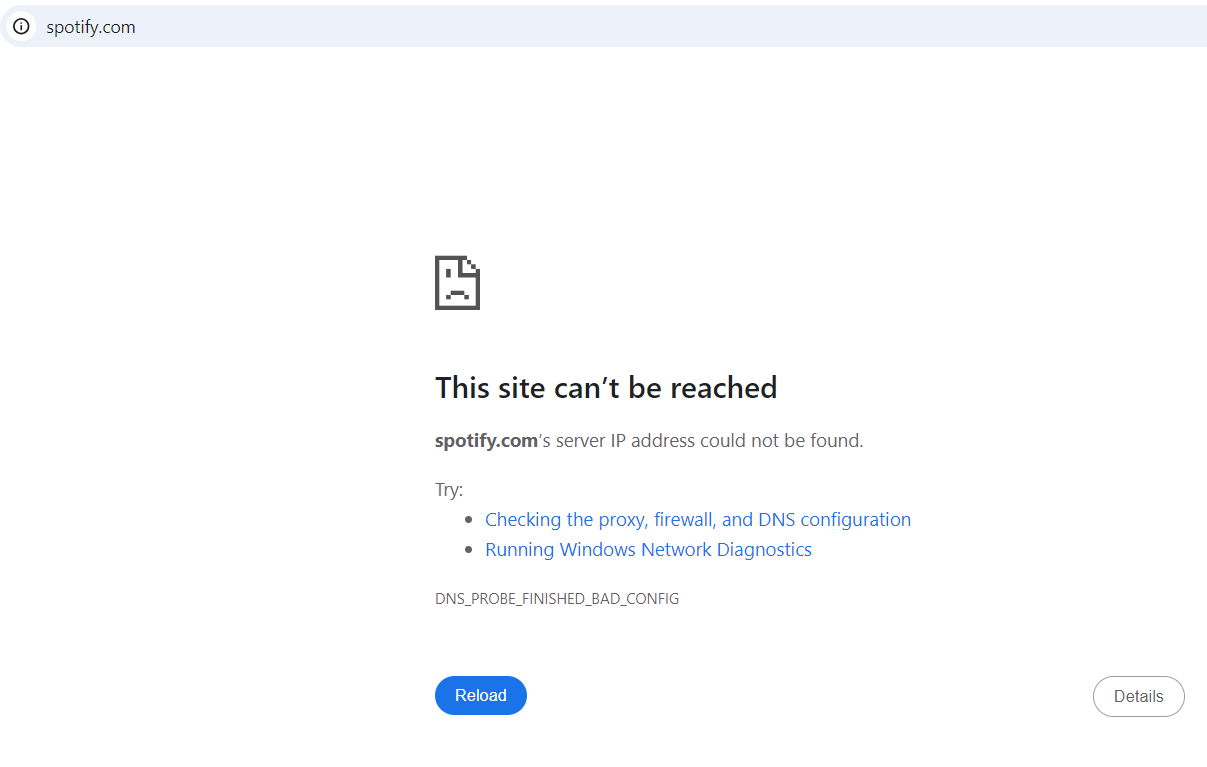 spotify.com
This site can’t be reached
spotify.com’s server IP address could not be found.
Try:
Checking the proxy, firewall, and DNS configuration
Running Windows Network Diagnostics
DNS_PROBE_FINISHED_BAD_CONFIG
Reload
Details